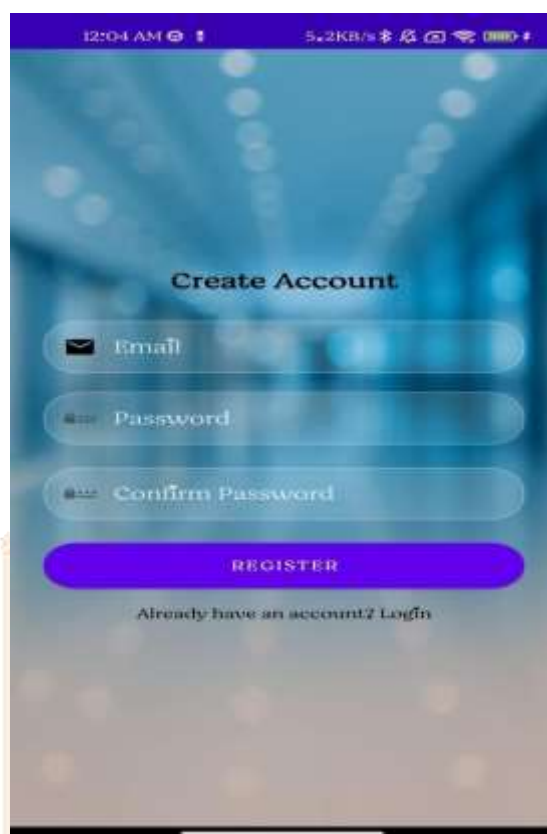 12:04 AM 5.2KB/s
Create Account
Email
Password
Confirm Password
REGISTER
Already have an account? Login